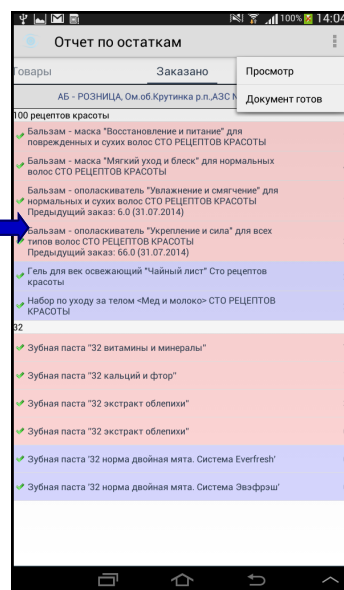 100% 14:04
Отчет по остаткам
Товары Заказано Просмотр
АБ - РОЗНИЦА, Ом.об.Крутинка р.п.,АЗС Документ готов
100 рецептов красоты
Бальзам - маска "Восстановление и питание" для
поврежденных и сухих волос СТО РЕЦЕПТОВ КРАСОТЫ
Бальзам - маска "Мягкий уход и блеск" для нормальных
волос СТО РЕЦЕПТОВ КРАСОТЫ
Бальзам - ополаскиватель "Увлажнение и смягчение" для
нормальных и сухих волос СТО РЕЦЕПТОВ КРАСОТЫ
Предыдущий заказ: 6.0 (31.07.2014)
Бальзам - ополаскиватель "Укрепление и сила" для всех
типов волос СТО РЕЦЕПТОВ КРАСОТЫ
Предыдущий заказ: 66.0 (31.07.2014)
Гель для век освежающий "Чайный лист" Сто рецептов
красоты
Набор по уходу за телом <Мед и молоко> СТО РЕЦЕПТОВ
КРАСОТЫ
32
Зубная паста "32 витамины и минералы"
Зубная паста "32 кальций и фтор"
Зубная паста "32 экстракт облепихи"
Зубная паста "32 экстракт облепихи"
Зубная паста '32 норма двойная мята. Система Everfresh'
Зубная паста '32 норма двойная мята. Система Эвэфрэш'